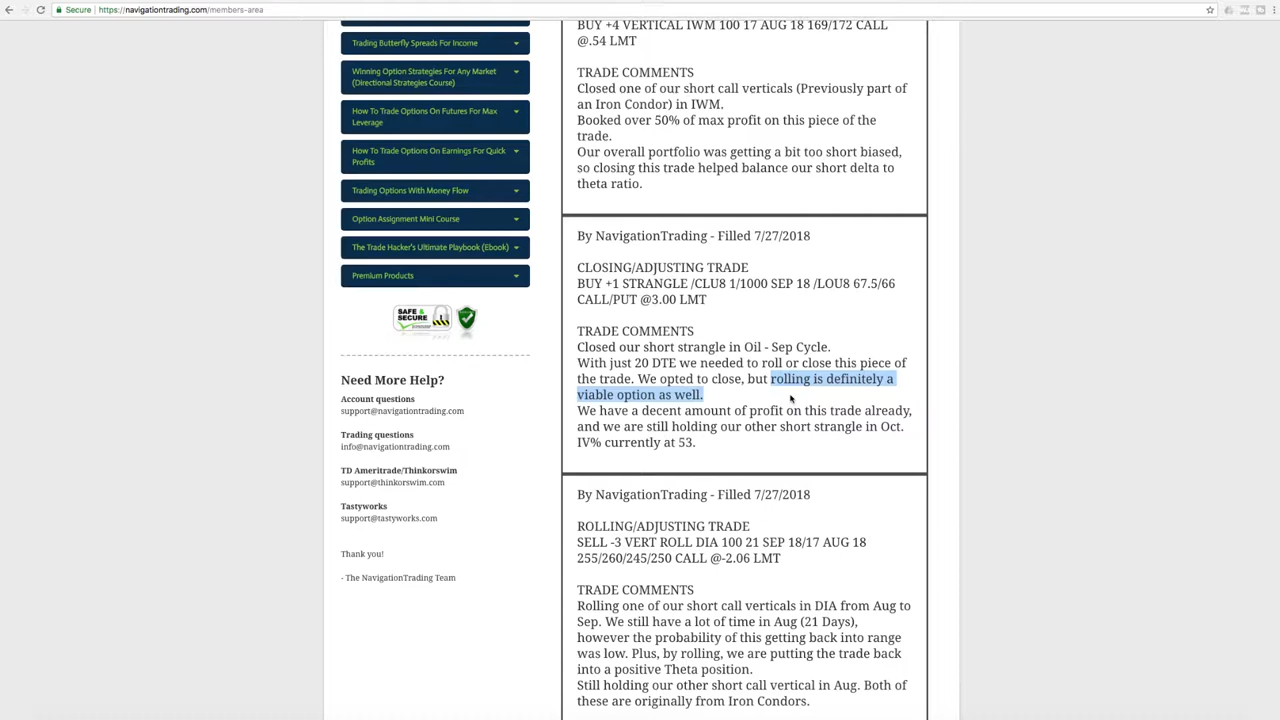 Secure | https://navigationtrading.com/members-area
Trading Butterfly Spreads For Income
Winning Option Strategies For Any Market
(Directional Strategies Course)
How To Trade Options On Futures For Max
Leverage
How To Trade Options On Earnings For Quick
Profits
Trading Options With Money Flow
Option Assignment Mini Course
The Trade Hacker's Ultimate Playbook (Ebook)
Premium Products
SAFE &
SECURE
Need More Help?
Account questions
support@navigationtrading.com
Trading questions
info@navigationtrading.com
TD Ameritrade/Thinkorswim
support@thinkorswim.com
Tastyworks
support@tastyworks.com
Thank you!
- The NavigationTrading Team
BUY +4 VERTICAL IWM 100 17 AUG 18 169/172 CALL
@.54 LMT
TRADE COMMENTS
Closed one of our short call verticals (Previously part of
an Iron Condor) in IWM.
Booked over 50% of max profit on this piece of the
trade.
Our overall portfolio was getting a bit too short biased,
so closing this trade helped balance our short delta to
theta ratio.
By NavigationTrading - Filled 7/27/2018
CLOSING/ADJUSTING TRADE
BUY +1 STRANGLE /CLU8 1/1000 SEP 18 /LOU8 67.5/66
CALL/PUT @3.00 LMT
TRADE COMMENTS
Closed our short strangle in Oil - Sep Cycle.
With just 20 DTE we needed to roll or close this piece of
the trade. We opted to close, but rolling is definitely a
viable option as well.
We have a decent amount of profit on this trade already,
and we are still holding our other short strangle in Oct.
IV% currently at 53.
By NavigationTrading - Filled 7/27/2018
ROLLING/ADJUSTING TRADE
SELL -3 VERT ROLL DIA 100 21 SEP 18/17 AUG 18
255/260/245/250 CALL @-2.06 LMT
TRADE COMMENTS
Rolling one of our short call verticals in DIA from Aug to
Sep. We still have a lot of time in Aug (21 Days),
however the probability of this getting back into range
was low. Plus, by rolling, we are putting the trade back
into a positive Theta position.
Still holding our other short call vertical in Aug. Both of
these are originally from Iron Condors.